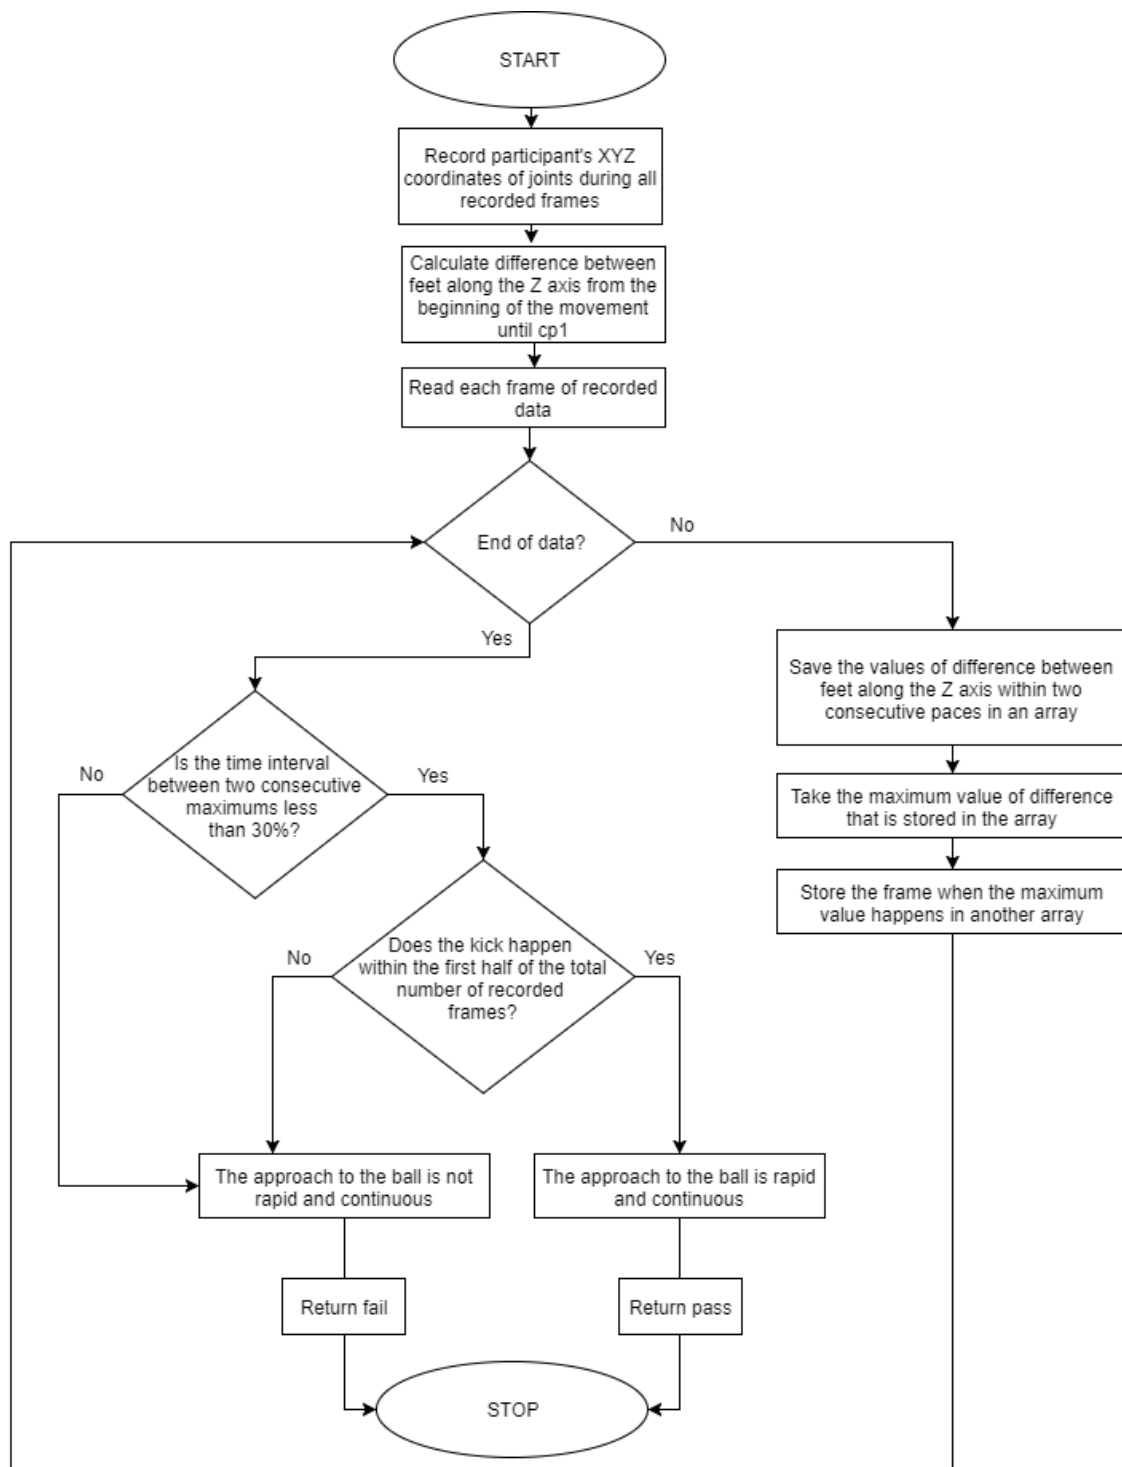 START
Record participant's XYZ
coordinates of joints during all
recorded frames
Calculate difference between
feet along the Z axis from the
beginning of the movement
until cp1
Read each frame of recorded
data
End of data?
No
Yes
Save the values of difference between
feet along the Z axis within two
consecutive paces in an array
Take the maximum value of difference
that is stored in the array
Store the frame when the maximum
value happens in another array
Is the time interval
between two consecutive
maximums less
than 30%?
No
Yes
Does the kick happen
within the first half of the total
number of recorded
frames?
No
Yes
The approach to the ball is not
rapid and continuous
The approach to the ball is rapid
and continuous
Return fail
Return pass
STOP